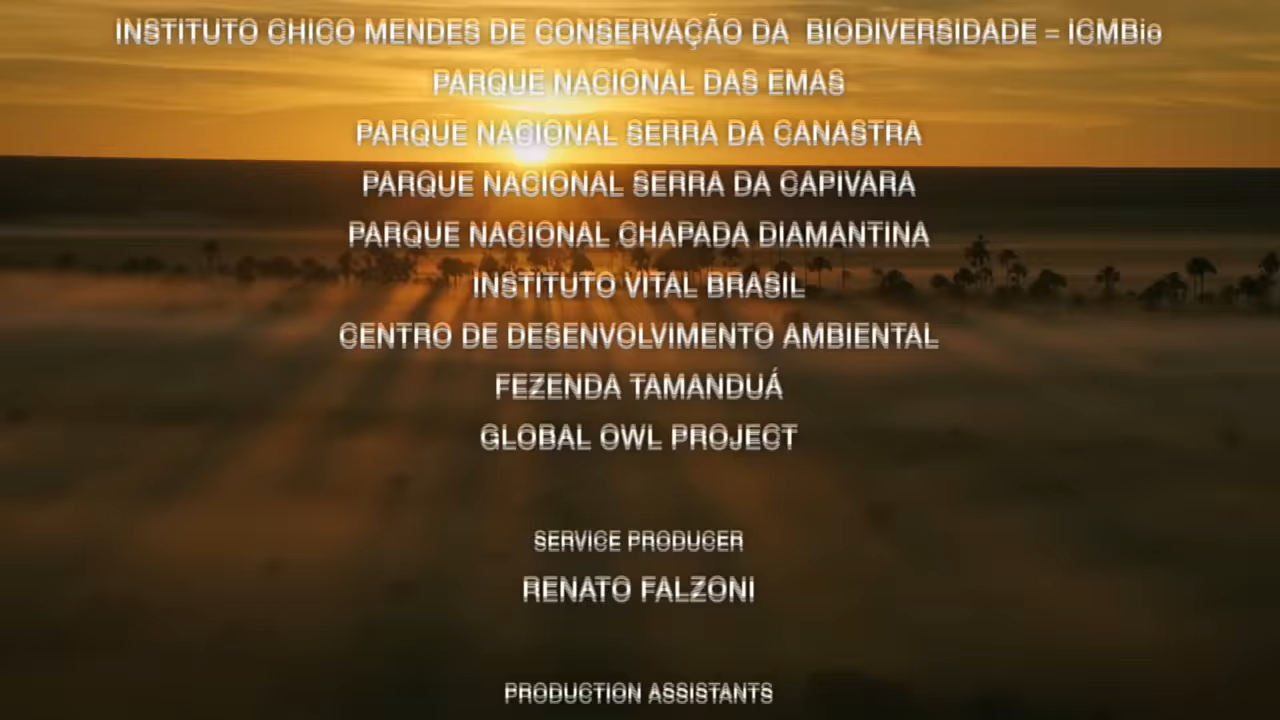 INSTITUTO CHICO MENDES DE CONSERVAÇÃO DA BIODIVERSIDADE – ICMBio
PARQUE NACIONAL DAS EMAS
PARQUE NACIONAL SERRA DA CANASTRA
PARQUE NACIONAL SERRA DA CAPIVARA
PARQUE NACIONAL CHAPADA DIAMANTINA
INSTITUTO VITAL BRASIL
CENTRO DE DESENVOLVIMENTO AMBIENTAL
FEZENDA TAMANDUÁ
GLOBAL OWL PROJECT
SERVICE PRODUCER
RENATO FALZONI
PRODUCTION ASSISTANTS